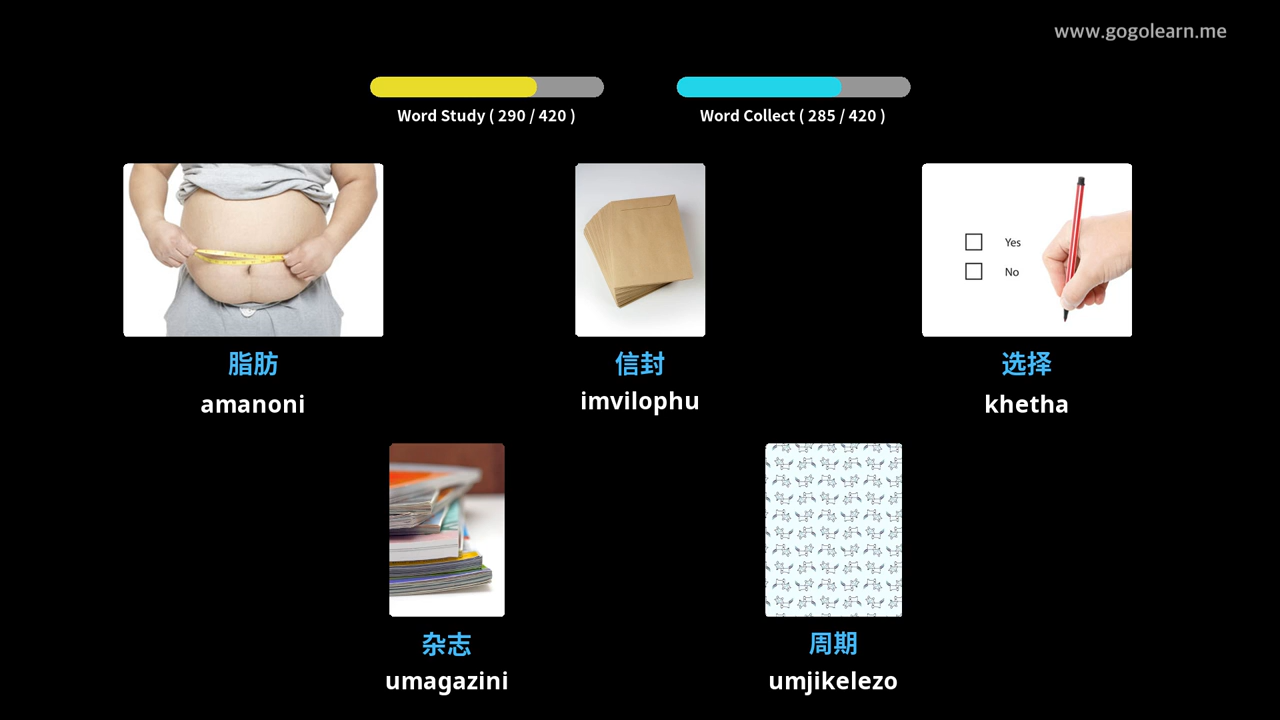 www.gogolearn.me
Word Study ( 290 / 420 )
Word Collect ( 285 / 420 )
Yes
No
脂肪
amanoni
信封
imvilophu
选择
khetha
杂志
umagazini
周期
umjikelezo